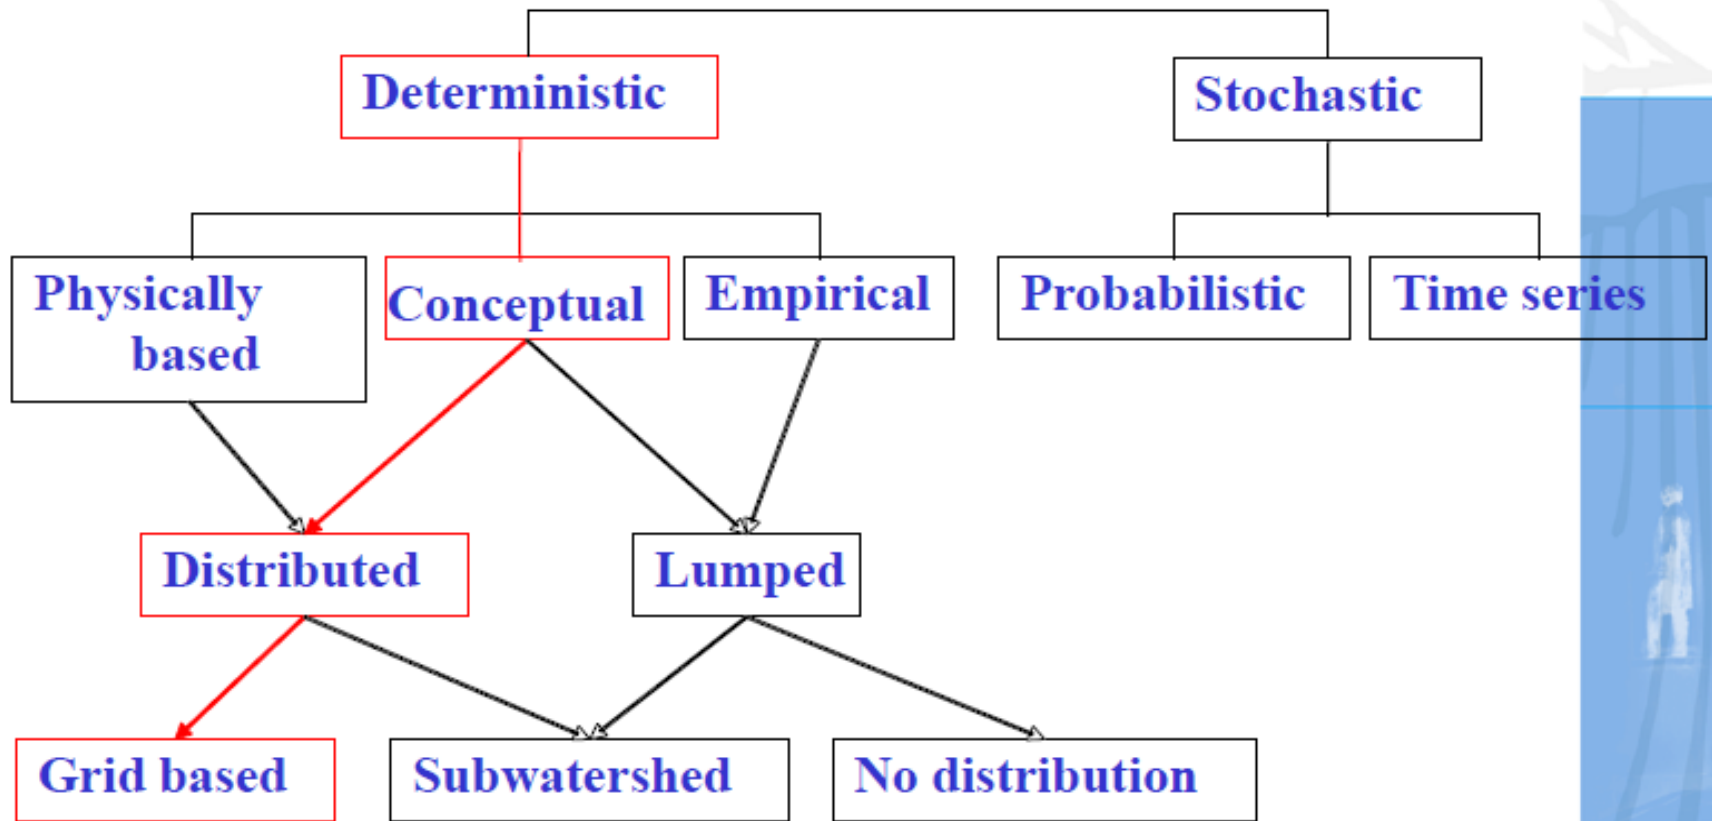 Deterministic
Stochastic
Physically
based
Conceptual
Empirical
Probabilistic
Time series
Distributed
Lumped
Grid based
Subwatershed
No distribution